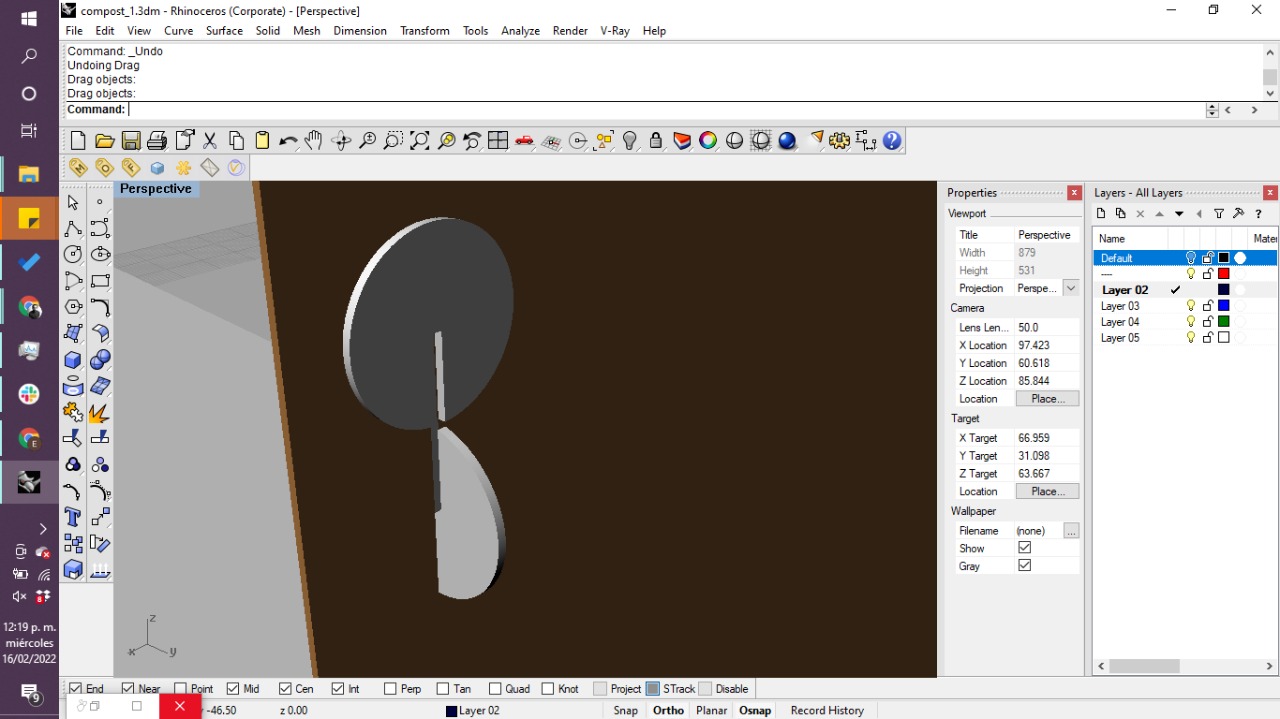 compost_1.3dm - Rhinoceros (Corporate) - [Perspective]
File Edit View Curve Surface Solid Mesh Dimension Transform Tools Analyze Render V-Ray Help
Command: _Undo
Undoing Drag
Drag objects:
Drag objects:
Command:
Perspective
Properties
Viewport
Title Perspective
Width 879
Height 531
Projection Perspe...
Camera
Lens Len... 50.0
X Location 97.423
Y Location 60.618
Z Location 85.844
Location Place...
Target
X Target 66.959
Y Target 31.098
Z Target 63.667
Location Place...
Wallpaper
Filename (none) ...
Show
Gray
Layers - All Layers
Name Mater
Default
----
Layer 02
Layer 03
Layer 04
Layer 05
z
x y
12:19 p. m.
miércoles
16/02/2022
9
End Near Point Mid Cen Int Perp Tan Quad Knot Project STrack Disable
-46.50 z 0.00 Layer 02 Snap Ortho Planar Osnap Record History